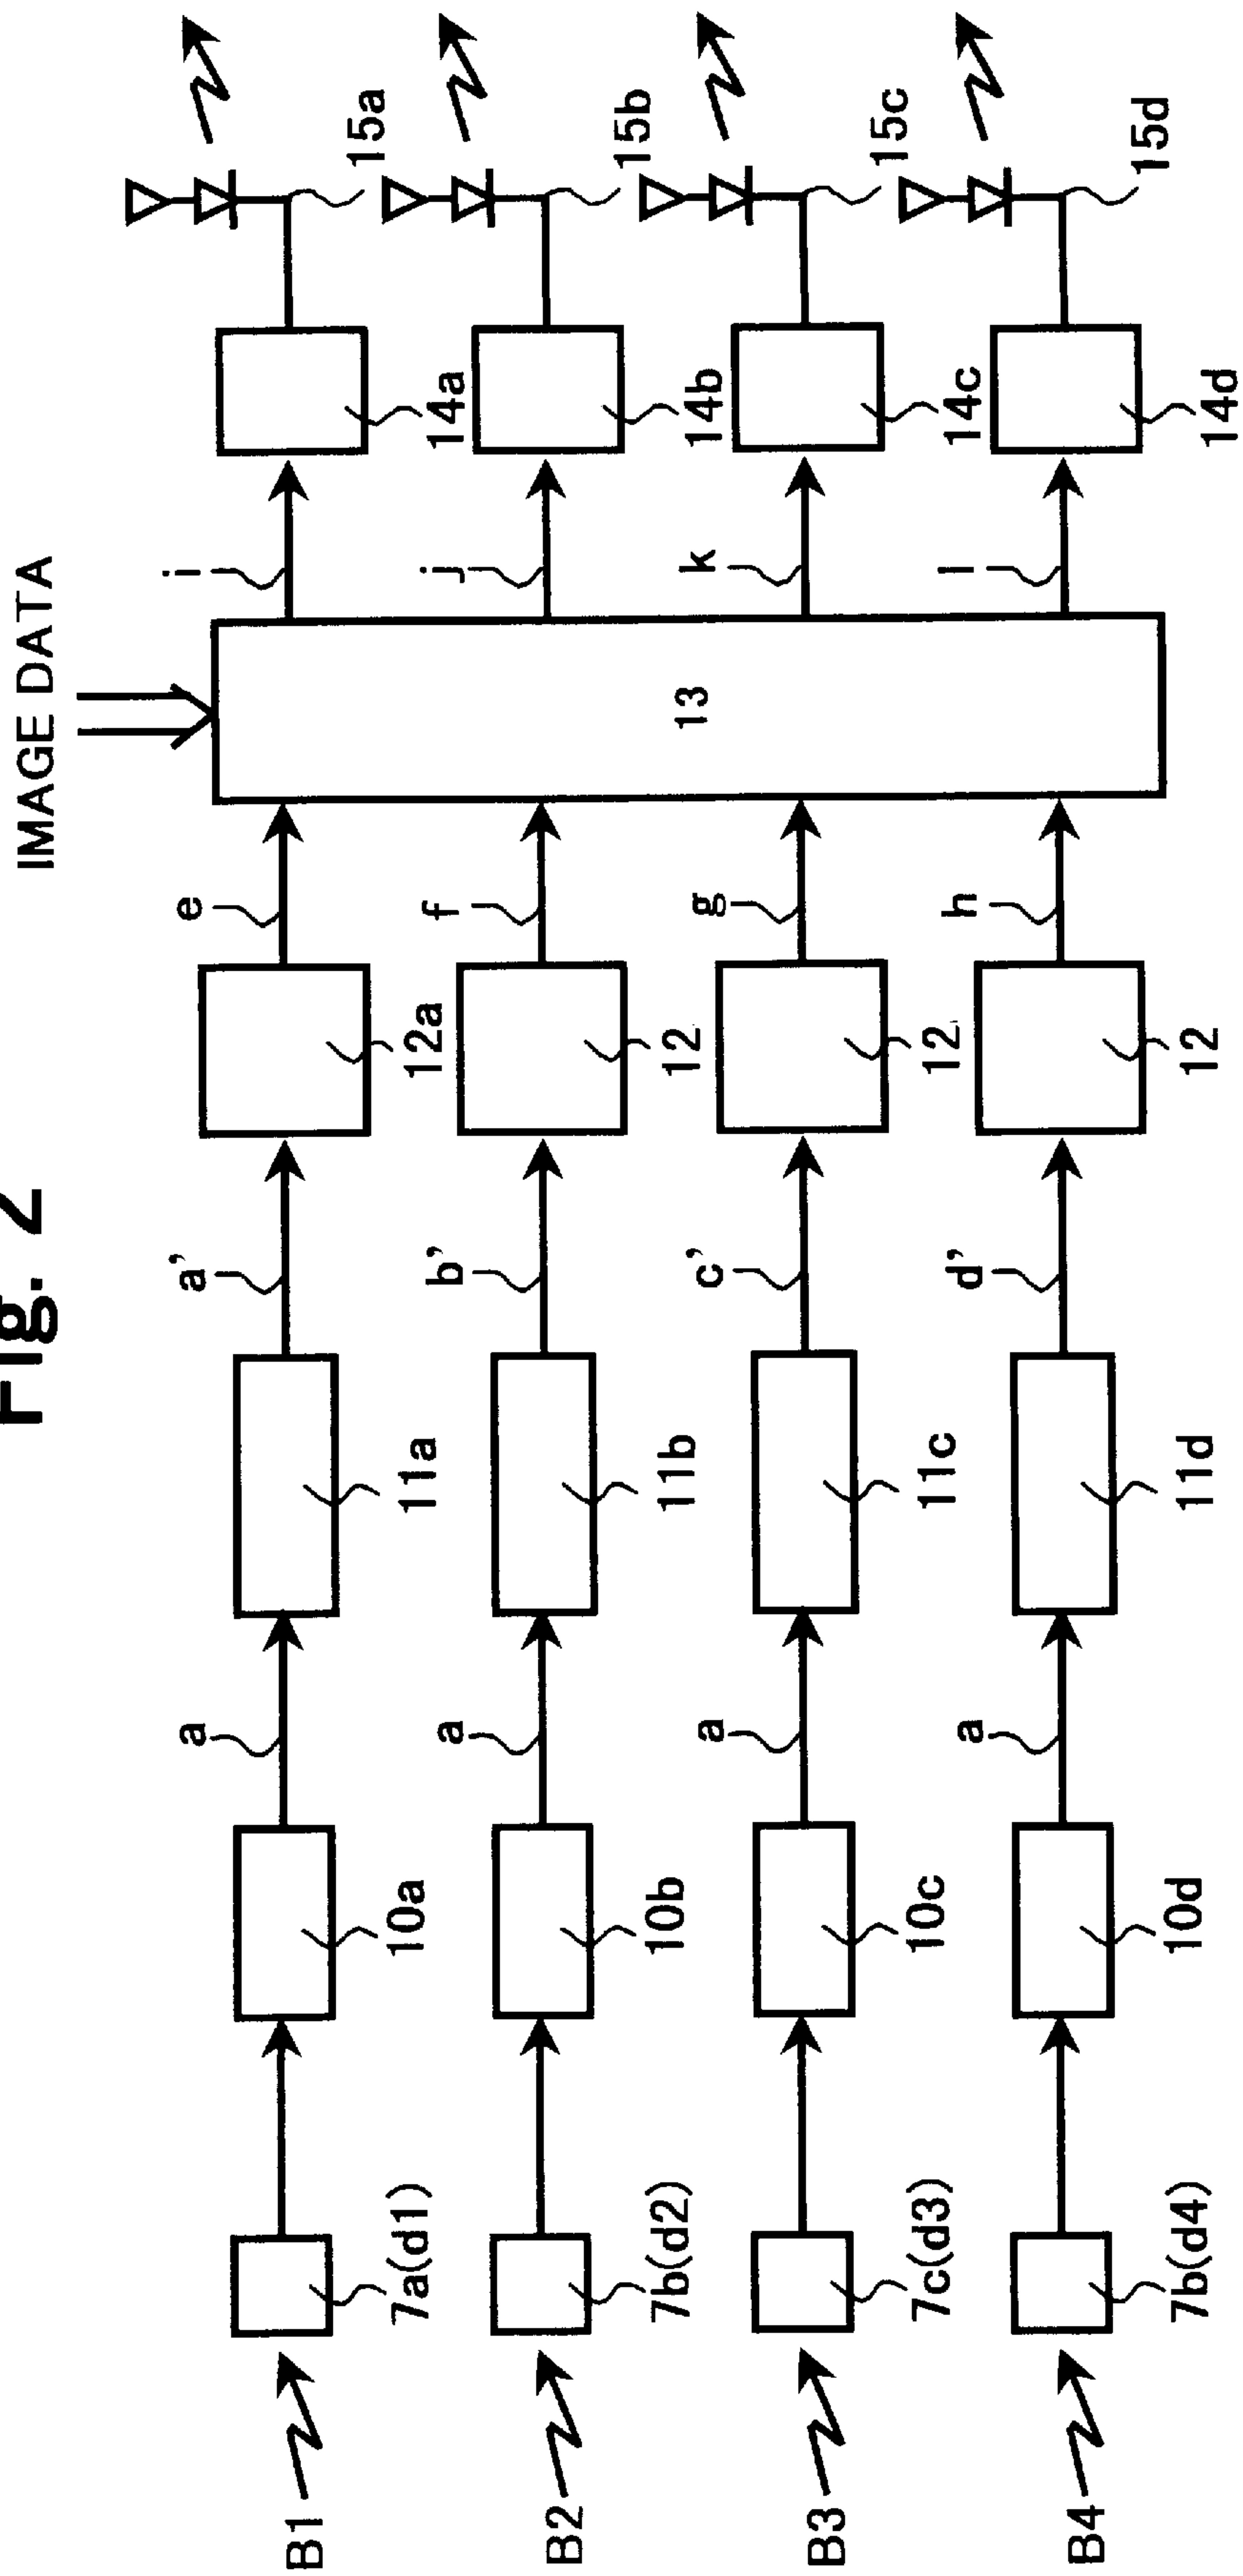 Fig. 2
IMAGE DATA
B1
7a(d1)
10a
a
11a
a’
12a
e
i
14a
15a
B2
7b(d2)
10b
a
11b
b’
12
f
j
14b
15b
B3
7c(d3)
10c
a
11c
c’
12
g
k
14c
15c
B4
7b(d4)
10d
a
11d
d’
12
h
l
14d
15d
13